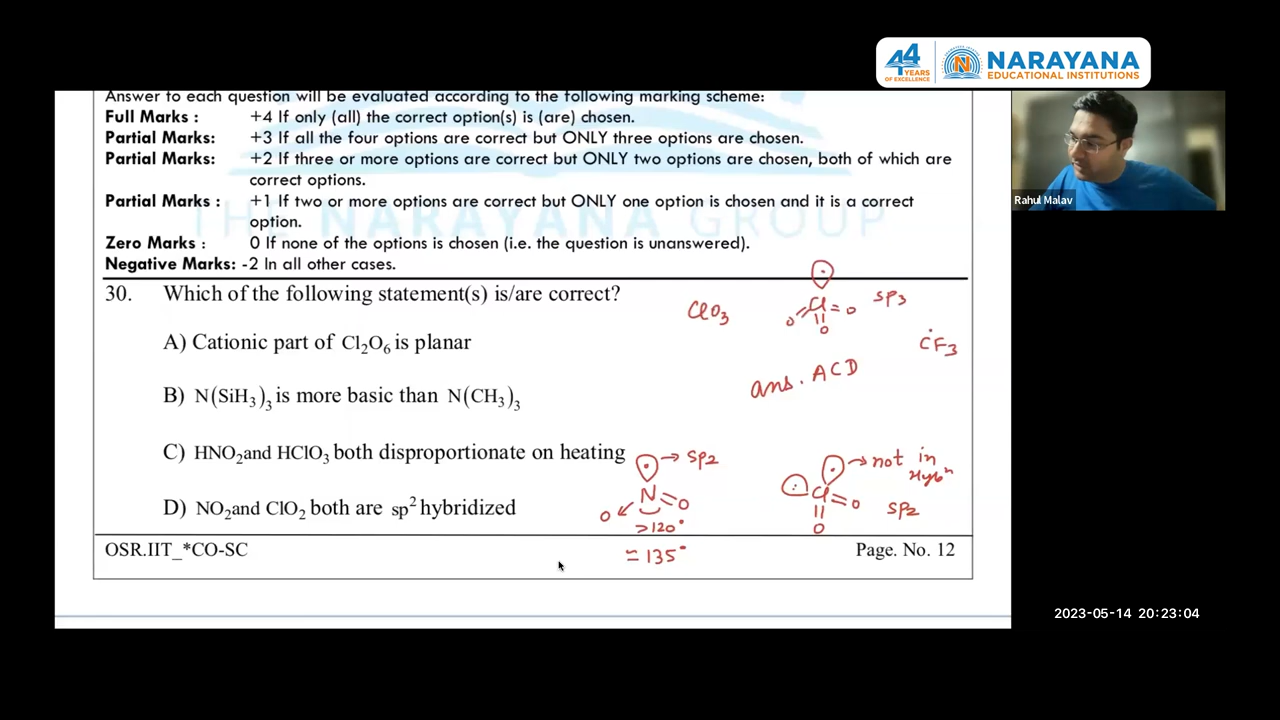 44
YEARS
OF EXCELLENCE
N
NARAYANA
EDUCATIONAL INSTITUTIONS
Answer to each question will be evaluated according to the following marking scheme:
Full Marks : +4 If only (all) the correct option(s) is (are) chosen.
Partial Marks: +3 If all the four options are correct but ONLY three options are chosen.
Partial Marks: +2 If three or more options are correct but ONLY two options are chosen, both of which are
correct options.
Partial Marks : +1 If two or more options are correct but ONLY one option is chosen and it is a correct
option.
THE NARAYANA GROUP
Zero Marks : 0 If none of the options is chosen (i.e. the question is unanswered).
Negative Marks: -2 In all other cases.
Rahul Malav
30. Which of the following statement(s) is/are correct?
ClO₃
Cl
O = O
O
sp3
ĊF₃
A) Cationic part of Cl₂O₆ is planar
ans. ACD
B) N(SiH₃)₃ is more basic than N(CH₃)₃
C) HNO₂and HClO₃ both disproportionate on heating
→ sp2
→ not in
Hybⁿ
D) NO₂and ClO₂ both are sp² hybridized
N
O O
>120°
≃ 135°
Cl = O
O
sp2
OSR.IIT_*CO-SC Page. No. 12
2023-05-14 20:23:04